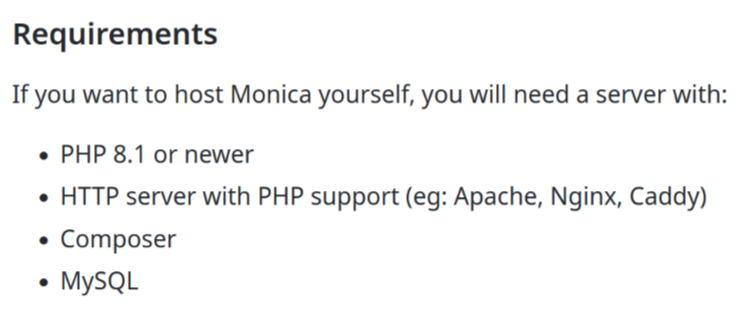 Requirements
If you want to host Monica yourself, you will need a server with:
• PHP 8.1 or newer
• HTTP server with PHP support (eg: Apache, Nginx, Caddy)
• Composer
• MySQL